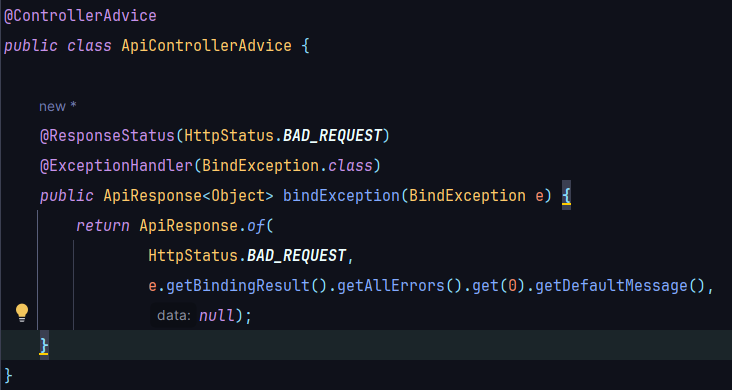 @ControllerAdvice
public class ApiControllerAdvice {
new *
@ResponseStatus(HttpStatus.BAD_REQUEST)
@ExceptionHandler(BindException.class)
public ApiResponse<Object> bindException(BindException e) {
return ApiResponse.of(
HttpStatus.BAD_REQUEST,
e.getBindingResult().getAllErrors().get(0).getDefaultMessage(),
data: null);
}
}